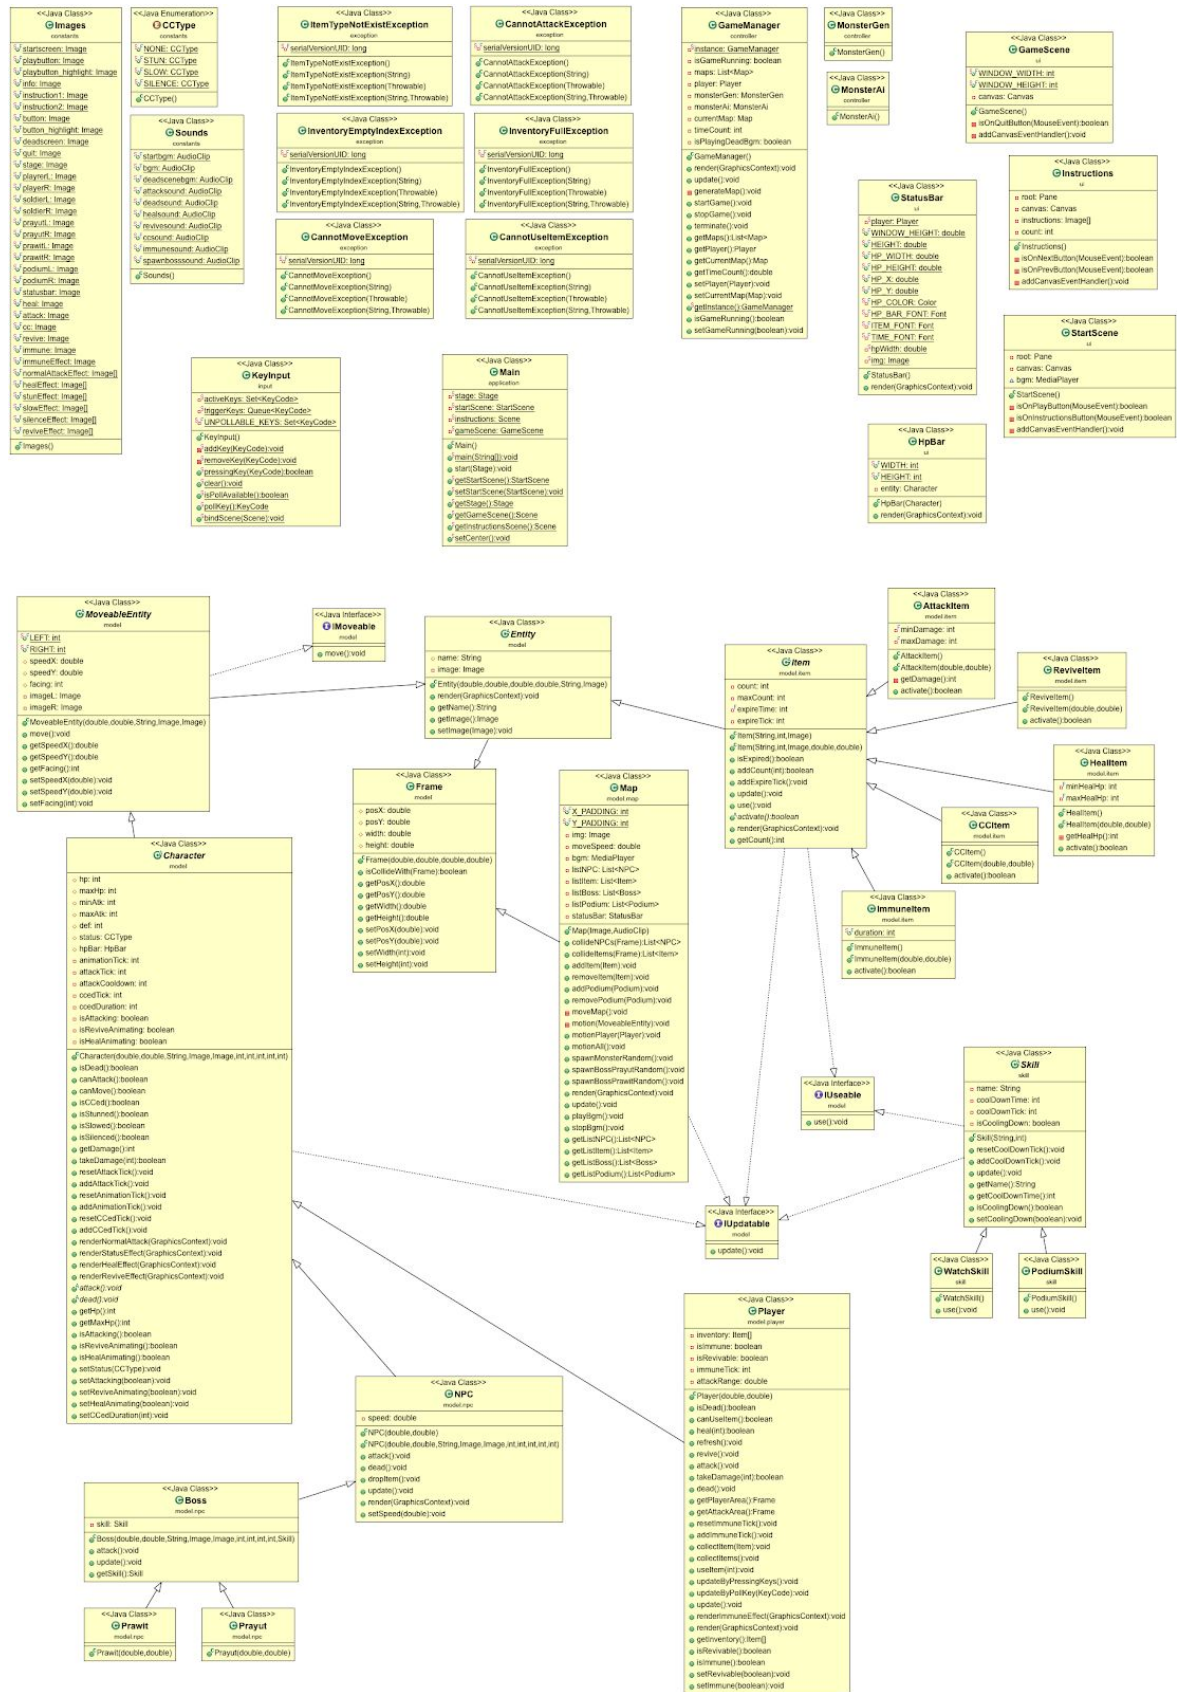 <<Java Class>>
Images
constants
startscreen: Image
playbutton: Image
playbutton_highlight: Image
info: Image
instruction1: Image
instruction2: Image
button: Image
button_highlight: Image
deadscreen: Image
quit: Image
stage: Image
playrerL: Image
playerR: Image
soldierL: Image
soldierR: Image
prayutL: Image
prayutR: Image
prawitL: Image
prawitR: Image
podiumL: Image
podiumR: Image
statusbar: Image
heal: Image
attack: Image
cc: Image
revive: Image
immune: Image
immuneEffect: Image
normalAttackEffect: Image[]
healEffect: Image[]
stunEffect: Image[]
slowEffect: Image[]
silenceEffect: Image[]
reviveEffect: Image[]
Images()
<<Java Enumeration>>
CCType
constants
NONE: CCType
STUN: CCType
SLOW: CCType
SILENCE: CCType
CCType()
<<Java Class>>
Sounds
constants
startbgm: AudioClip
bgm: AudioClip
deadscenebgm: AudioClip
attacksound: AudioClip
deadsound: AudioClip
healsound: AudioClip
revivesound: AudioClip
ccsound: AudioClip
immunesound: AudioClip
spawnbosssound: AudioClip
Sounds()
<<Java Class>>
ItemTypeNotExistException
exception
serialVersionUID: long
ItemTypeNotExistException()
ItemTypeNotExistException(String)
ItemTypeNotExistException(Throwable)
ItemTypeNotExistException(String,Throwable)
<<Java Class>>
CannotAttackException
exception
serialVersionUID: long
CannotAttackException()
CannotAttackException(String)
CannotAttackException(Throwable)
CannotAttackException(String,Throwable)
<<Java Class>>
InventoryEmptyIndexException
exception
serialVersionUID: long
InventoryEmptyIndexException()
InventoryEmptyIndexException(String)
InventoryEmptyIndexException(Throwable)
InventoryEmptyIndexException(String,Throwable)
<<Java Class>>
InventoryFullException
exception
serialVersionUID: long
InventoryFullException()
InventoryFullException(String)
InventoryFullException(Throwable)
InventoryFullException(String,Throwable)
<<Java Class>>
CannotMoveException
exception
serialVersionUID: long
CannotMoveException()
CannotMoveException(String)
CannotMoveException(Throwable)
CannotMoveException(String,Throwable)
<<Java Class>>
CannotUseItemException
exception
serialVersionUID: long
CannotUseItemException()
CannotUseItemException(String)
CannotUseItemException(Throwable)
CannotUseItemException(String,Throwable)
<<Java Class>>
KeyInput
input
activeKeys: Set<KeyCode>
triggerKeys: Queue<KeyCode>
UNPOLLABLE_KEYS: Set<KeyCode>
KeyInput()
addKey(KeyCode):void
removeKey(KeyCode):void
pressingKey(KeyCode):boolean
clear():void
isPollAvailable():boolean
pollKey():KeyCode
bindScene(Scene):void
<<Java Class>>
Main
application
stage: Stage
startScene: StartScene
instructions: Scene
gameScene: GameScene
Main()
main(String[]):void
start(Stage):void
getStartScene():StartScene
setStartScene(StartScene):void
getStage():Stage
getGameScene():Scene
getInstructionsScene():Scene
setCenter():void
<<Java Class>>
GameManager
controller
instance: GameManager
isGameRunning: boolean
maps: List<Map>
player: Player
monsterGen: MonsterGen
monsterAi: MonsterAi
currentMap: Map
timeCount: int
isPlayingDeadBgm: boolean
GameManager()
render(GraphicsContext):void
update():void
generateMap():void
startGame():void
stopGame():void
terminate():void
getMaps():List<Map>
getPlayer():Player
getCurrentMap():Map
getTimeCount():double
setPlayer(Player):void
setCurrentMap(Map):void
getInstance():GameManager
isGameRunning():boolean
setGameRunning(boolean):void
<<Java Class>>
MonsterGen
controller
MonsterGen()
<<Java Class>>
MonsterAi
controller
MonsterAi()
<<Java Class>>
GameScene
ui
WINDOW_WIDTH: int
WINDOW_HEIGHT: int
canvas: Canvas
GameScene()
isOnQuitButton(MouseEvent):boolean
addCanvasEventHandler():void
<<Java Class>>
StatusBar
ui
player: Player
WINDOW_HEIGHT: double
HEIGHT: double
HP_WIDTH: double
HP_HEIGHT: double
HP_X: double
HP_Y: double
HP_COLOR: Color
HP_BAR_FONT: Font
ITEM_FONT: Font
TIME_FONT: Font
hpWidth: double
img: Image
StatusBar()
render(GraphicsContext):void
<<Java Class>>
Instructions
ui
root: Pane
canvas: Canvas
instructions: Image[]
count: int
Instructions()
isOnNextButton(MouseEvent):boolean
isOnPrevButton(MouseEvent):boolean
addCanvasEventHandler():void
<<Java Class>>
StartScene
ui
root: Pane
canvas: Canvas
bgm: MediaPlayer
StartScene()
isOnPlayButton(MouseEvent):boolean
isOnInstructionsButton(MouseEvent):boolean
addCanvasEventHandler():void
<<Java Class>>
HpBar
ui
WIDTH: int
HEIGHT: int
entity: Character
HpBar(Character)
render(GraphicsContext):void
<<Java Class>>
MoveableEntity
model
LEFT: int
RIGHT: int
speedX: double
speedY: double
facing: int
imageL: Image
imageR: Image
MoveableEntity(double,double,String,Image,Image)
move():void
getSpeedX():double
getSpeedY():double
getFacing():int
setSpeedX(double):void
setSpeedY(double):void
setFacing(int):void
<<Java Interface>>
IMoveable
model
move():void
<<Java Class>>
Entity
model
name: String
image: Image
Entity(double,double,double,double,String,Image)
render(GraphicsContext):void
getName():String
getImage():Image
setImage(Image):void
<<Java Class>>
Frame
model
posX: double
posY: double
width: double
height: double
Frame(double,double,double,double)
isCollideWith(Frame):boolean
getPosX():double
getPosY():double
getWidth():double
getHeight():double
setPosX(double):void
setPosY(double):void
setWidth(int):void
setHeight(int):void
<<Java Class>>
Map
model.map
X_PADDING: int
Y_PADDING: int
img: Image
moveSpeed: double
bgm: MediaPlayer
listNPC: List<NPC>
listItem: List<Item>
listBoss: List<Boss>
listPodium: List<Podium>
statusBar: StatusBar
Map(Image,AudioClip)
collideNPCs(Frame):List<NPC>
collideItems(Frame):List<Item>
addItem(Item):void
removeItem(Item):void
addPodium(Podium):void
removePodium(Podium):void
moveMap():void
motion(MoveableEntity):void
motionPlayer(Player):void
motionAll():void
spawnMonsterRandom():void
spawnBossPrayutRandom():void
spawnBossPrawitRandom():void
render(GraphicsContext):void
update():void
playBgm():void
stopBgm():void
getListNPC():List<NPC>
getListItem():List<Item>
getListBoss():List<Boss>
getListPodium():List<Podium>
<<Java Class>>
Item
model.item
count: int
maxCount: int
expireTime: int
expireTick: int
Item(String,int,Image)
Item(String,int,Image,double,double)
isExpired():boolean
addCount(int):boolean
addExpireTick():void
update():void
use():void
activate():boolean
render(GraphicsContext):void
getCount():int
<<Java Class>>
AttackItem
model.item
minDamage: int
maxDamage: int
AttackItem()
AttackItem(double,double)
getDamage():int
activate():boolean
<<Java Class>>
ReviveItem
model.item
ReviveItem()
ReviveItem(double,double)
activate():boolean
<<Java Class>>
HealItem
model.item
minHealHp: int
maxHealHp: int
HealItem()
HealItem(double,double)
getHealHp():int
activate():boolean
<<Java Class>>
CCItem
model.item
CCItem()
CCItem(double,double)
activate():boolean
<<Java Class>>
ImmuneItem
model.item
duration: int
ImmuneItem()
ImmuneItem(double,double)
activate():boolean
<<Java Class>>
Character
model
hp: int
maxHp: int
minAtk: int
maxAtk: int
def: int
status: CCType
hpBar: HpBar
animationTick: int
attackTick: int
attackCooldown: int
ccedTick: int
ccedDuration: int
isAttacking: boolean
isReviveAnimating: boolean
isHealAnimating: boolean
Character(double,double,String,Image,Image,int,int,int,int,int)
isDead():boolean
canAttack():boolean
canMove():boolean
isCCed():boolean
isStunned():boolean
isSlowed():boolean
isSilenced():boolean
getDamage():int
takeDamage(int):boolean
resetAttackTick():void
addAttackTick():void
resetAnimationTick():void
addAnimationTick():void
resetCCedTick():void
addCCedTick():void
renderNormalAttack(GraphicsContext):void
renderStatusEffect(GraphicsContext):void
renderHealEffect(GraphicsContext):void
renderReviveEffect(GraphicsContext):void
attack():void
dead():void
getHp():int
getMaxHp():int
isAttacking():boolean
isReviveAnimating():boolean
isHealAnimating():boolean
setStatus(CCType):void
setAttacking(boolean):void
setReviveAnimating(boolean):void
setHealAnimating(boolean):void
setCCedDuration(int):void
<<Java Interface>>
IUseable
model
use():void
<<Java Class>>
Skill
skill
name: String
coolDownTime: int
coolDownTick: int
isCoolingDown: boolean
Skill(String,int)
resetCoolDownTick():void
addCoolDownTick():void
update():void
getName():String
getCoolDownTime():int
isCoolingDown():boolean
setCoolingDown(boolean):void
<<Java Interface>>
IUpdatable
model
update():void
<<Java Class>>
WatchSkill
skill
WatchSkill()
use():void
<<Java Class>>
PodiumSkill
skill
PodiumSkill()
use():void
<<Java Class>>
Player
model.player
inventory: Item[]
isImmune: boolean
isRevivable: boolean
immuneTick: int
attackRange: double
Player(double,double)
isDead():boolean
canUseItem():boolean
heal(int):boolean
refresh():void
revive():void
attack():void
takeDamage(int):boolean
dead():void
getPlayerArea():Frame
getAttackArea():Frame
resetImmuneTick():void
addImmuneTick():void
collectItem(Item):void
collectItems():void
useItem(int):void
updateByPressingKeys():void
updateByPollKey(KeyCode):void
update():void
renderImmuneEffect(GraphicsContext):void
render(GraphicsContext):void
getInventory():Item[]
isRevivable():boolean
isImmune():boolean
setRevivable(boolean):void
setImmune(boolean):void
<<Java Class>>
NPC
model.npc
speed: double
NPC(double,double)
NPC(double,double,String,Image,Image,int,int,int,int,int)
attack():void
dead():void
dropItem():void
update():void
render(GraphicsContext):void
setSpeed(double):void
<<Java Class>>
Boss
model.npc
skill: Skill
Boss(double,double,String,Image,Image,int,int,int,int,Skill)
attack():void
update():void
getSkill():Skill
<<Java Class>>
Prawit
model.npc
Prawit(double,double)
<<Java Class>>
Prayut
model.npc
Prayut(double,double)